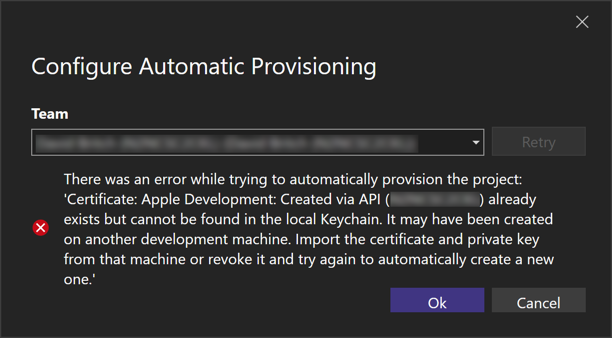 Configure Automatic Provisioning
Team
Retry
There was an error while trying to automatically provision the project:
'Certificate: Apple Development: Created via API ( ) already
exists but cannot be found in the local Keychain. It may have been created
on another development machine. Import the certificate and private key
from that machine or revoke it and try again to automatically create a new
one.'
Ok
Cancel